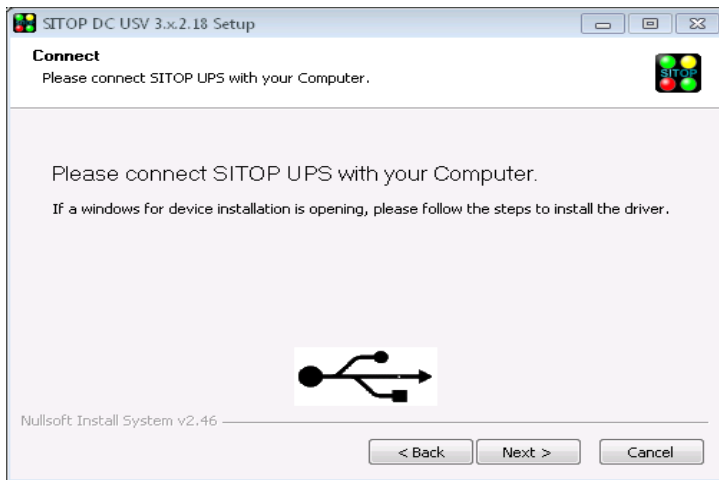 SITOP DC USV 3.x.2.18 Setup
Connect
Please connect SITOP UPS with your Computer.
SITOP
Please connect SITOP UPS with your Computer.
If a windows for device installation is opening, please follow the steps to install the driver.
Nullsoft Install System v2.46
< Back Next > Cancel